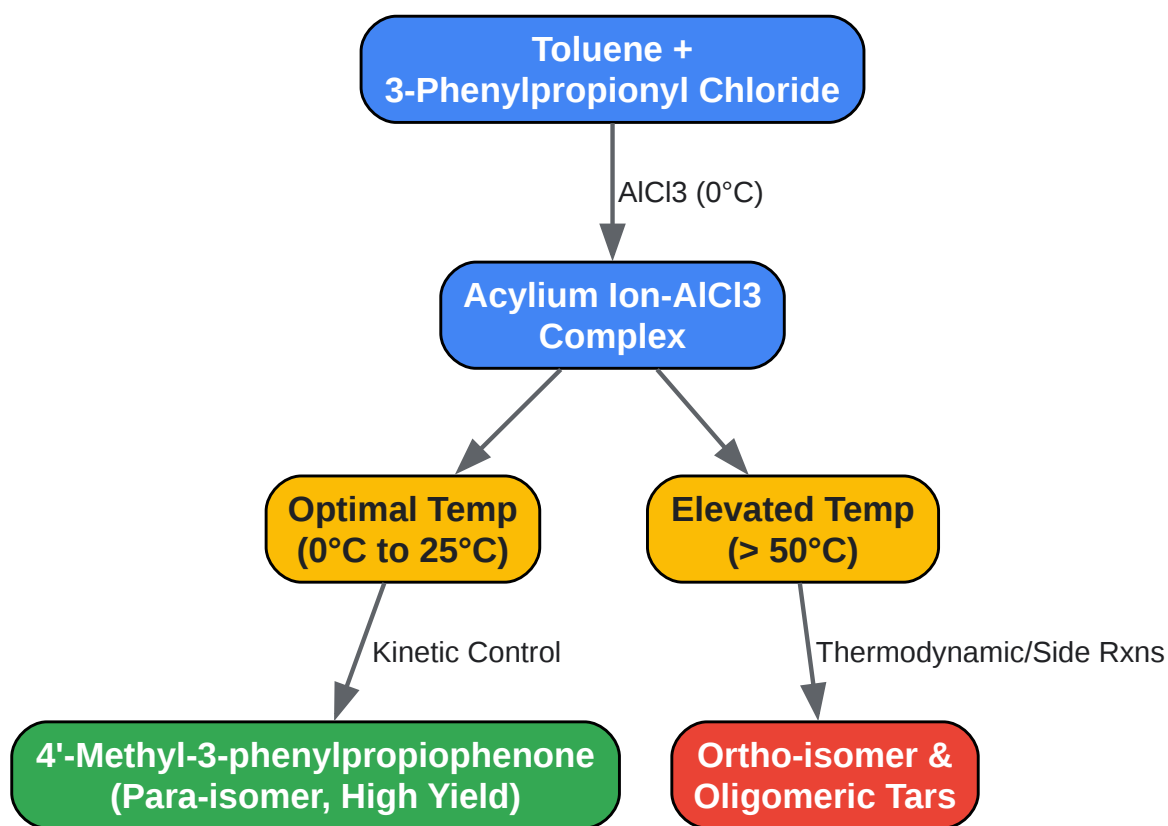 Toluene +
3-Phenylpropionyl Chloride
AlCl3 (0°C)
Acylium Ion-AlCl3
Complex
Optimal Temp
(0°C to 25°C)
Elevated Temp
(> 50°C)
Kinetic Control
Thermodynamic/Side Rxns
4'-Methyl-3-phenylpropiophenone
(Para-isomer, High Yield)
Ortho-isomer &
Oligomeric Tars